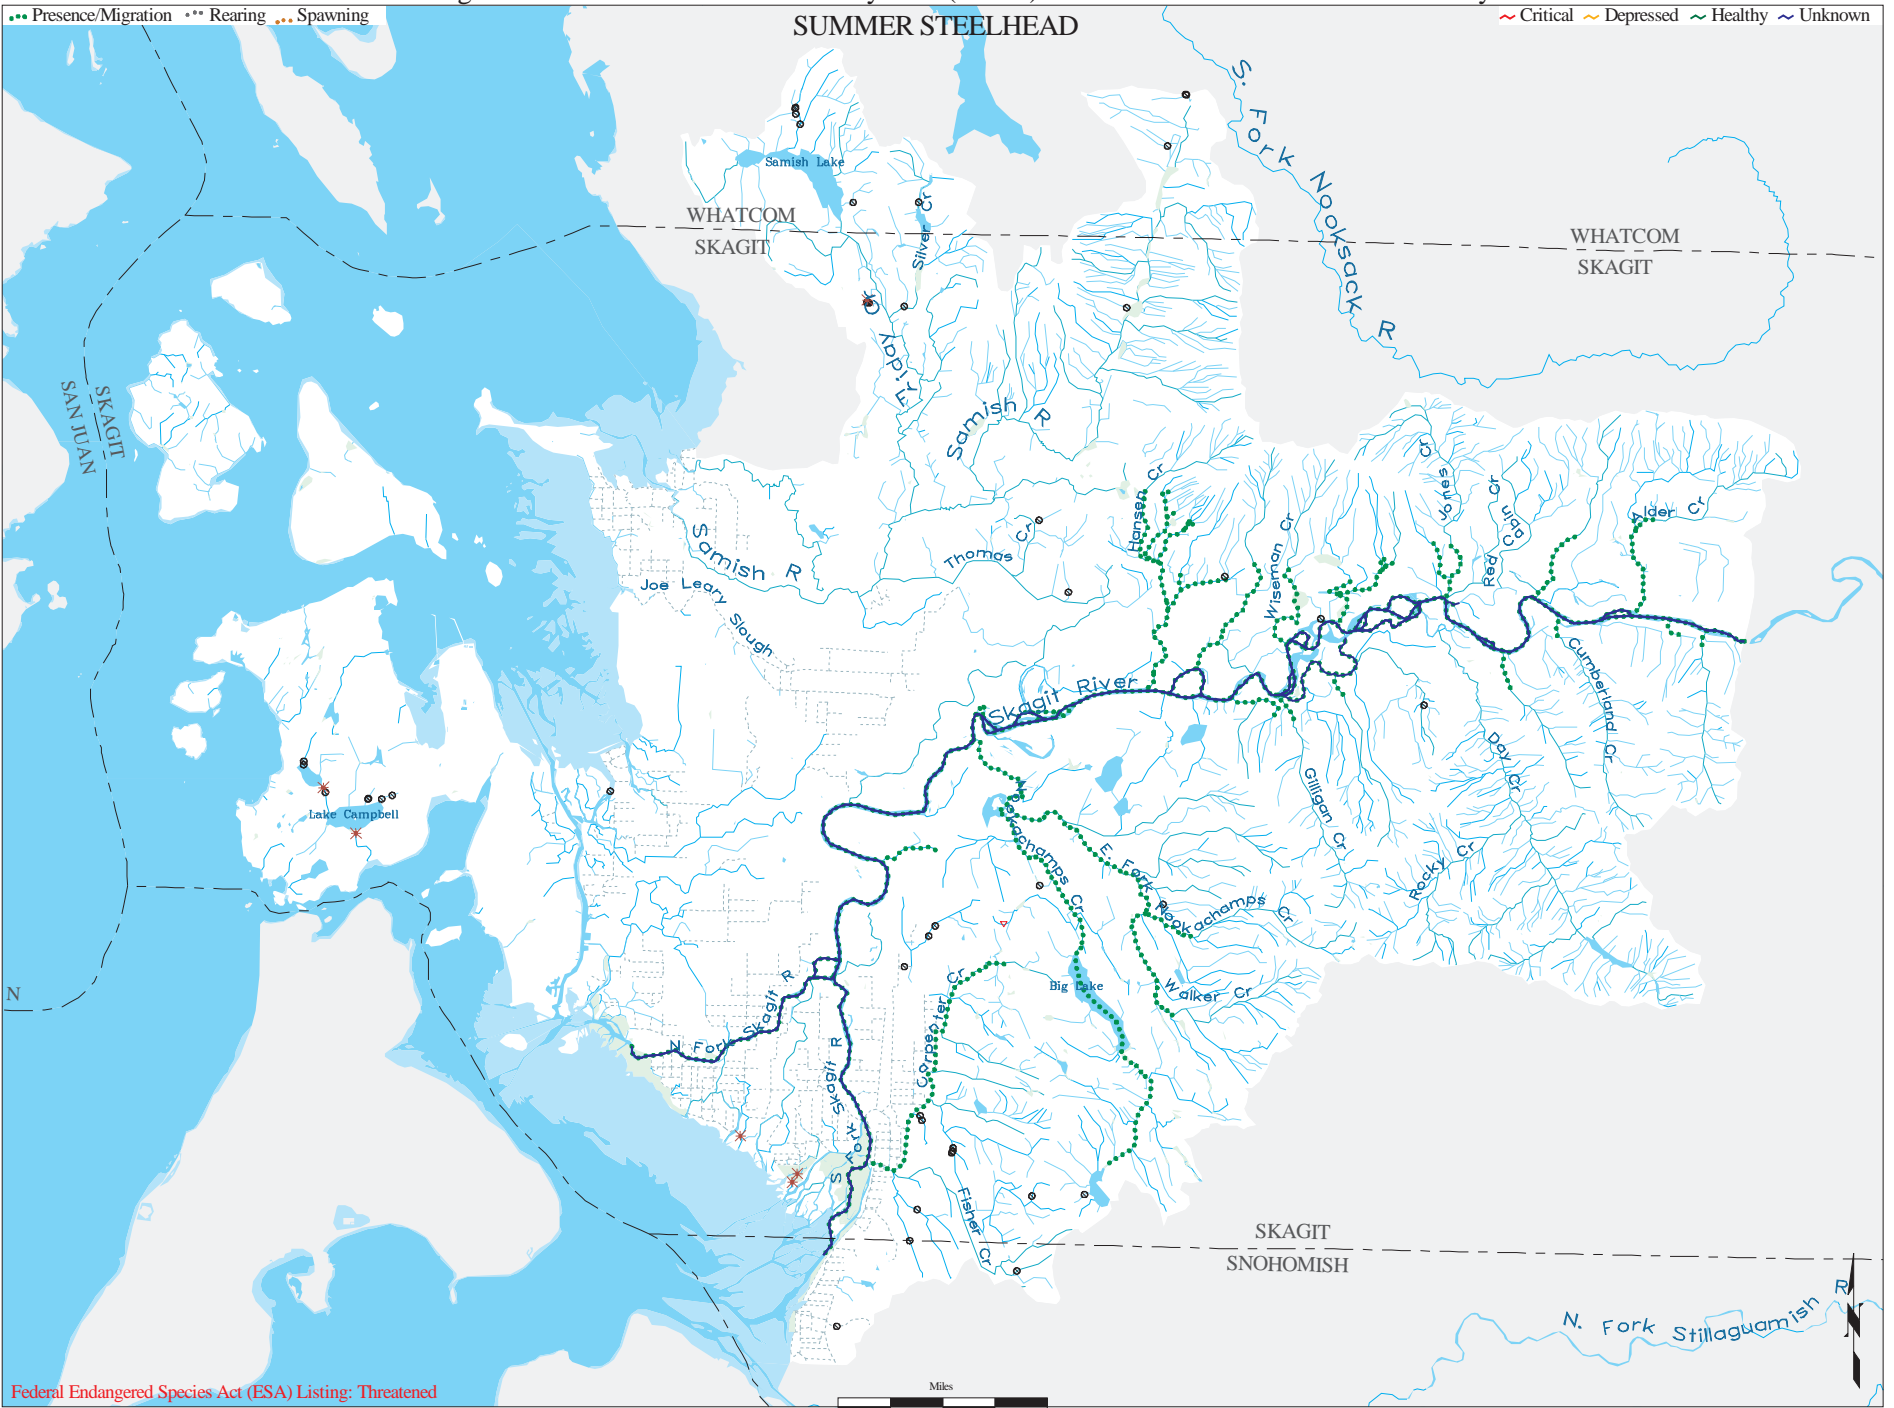 Presence/Migration Rearing Spawning
SUMMER STEELHEAD
Critical Depressed Healthy Unknown
S. Fork Nooksack R
Samish Lake
WHATCOM
SKAGIT
Silver Cr
WHATCOM
SKAGIT
Friday Cr
SKAGIT
SAN JUAN
Samish R
Hansen Cr
Jones Cr
Red Cabin Cr
Alder Cr
Samish R
Thomas Cr
Wiseman Cr
Joe Leary Slough
Skagit River
Cumberland Cr
Day Cr
Gilligan Cr
Lake Campbell
Nookachamps Cr
E. Fork Nookachamps Cr
Rocky Cr
N
N Fork Skagit R
Carpenter Cr
Big Lake
Walker Cr
S Fork Skagit R
Fisher Cr
SKAGIT
SNOHOMISH
N. Fork Stillaguamish R
N
Federal Endangered Species Act (ESA) Listing: Threatened
Miles